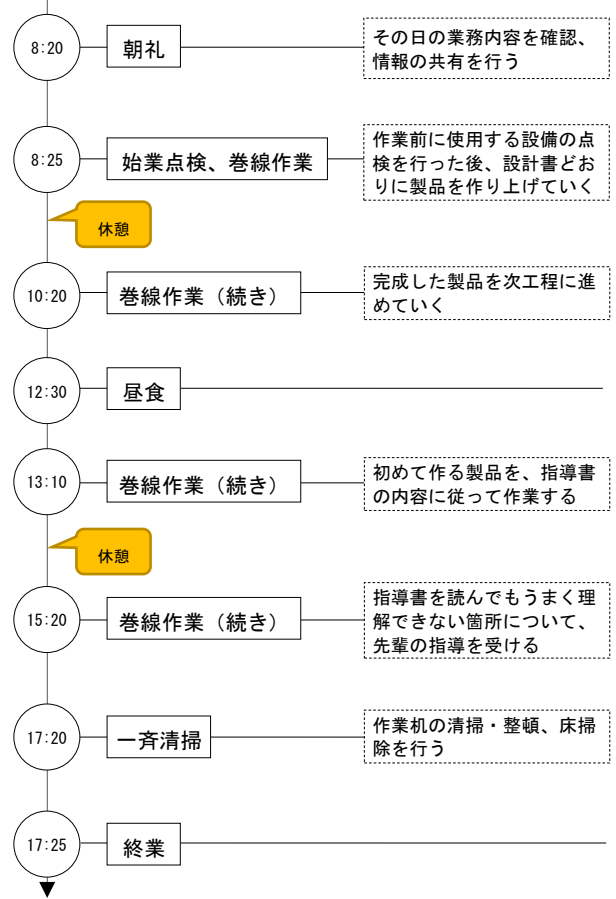 8:20
朝礼
その日の業務内容を確認、
情報の共有を行う
8:25
始業点検、巻線作業
作業前に使用する設備の点
検を行った後、設計書どお
りに製品を作り上げていく
休憩
10:20
巻線作業（続き）
完成した製品を次工程に進
めていく
12:30
昼食
13:10
巻線作業（続き）
初めて作る製品を、指導書
の内容に従って作業する
休憩
15:20
巻線作業（続き）
指導書を読んでもうまく理
解できない箇所について、
先輩の指導を受ける
17:20
一斉清掃
作業机の清掃・整頓、床掃
除を行う
17:25
終業